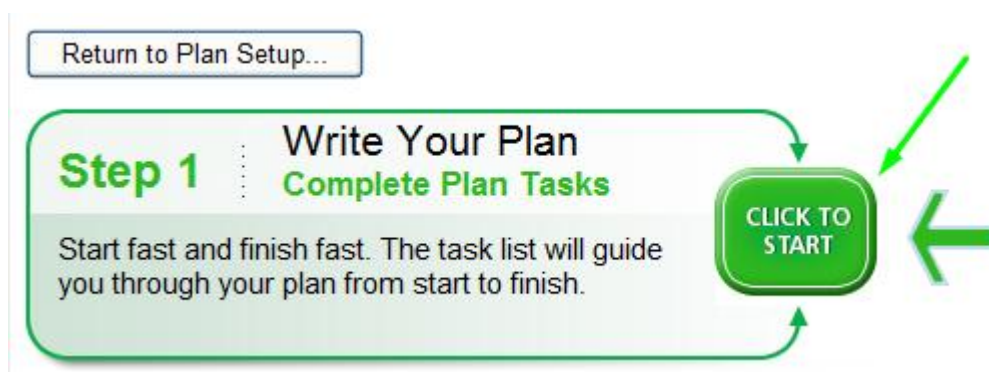 Return to Plan Setup...
Step 1
Write Your Plan
Complete Plan Tasks
Start fast and finish fast. The task list will guide
you through your plan from start to finish.
CLICK TO
START